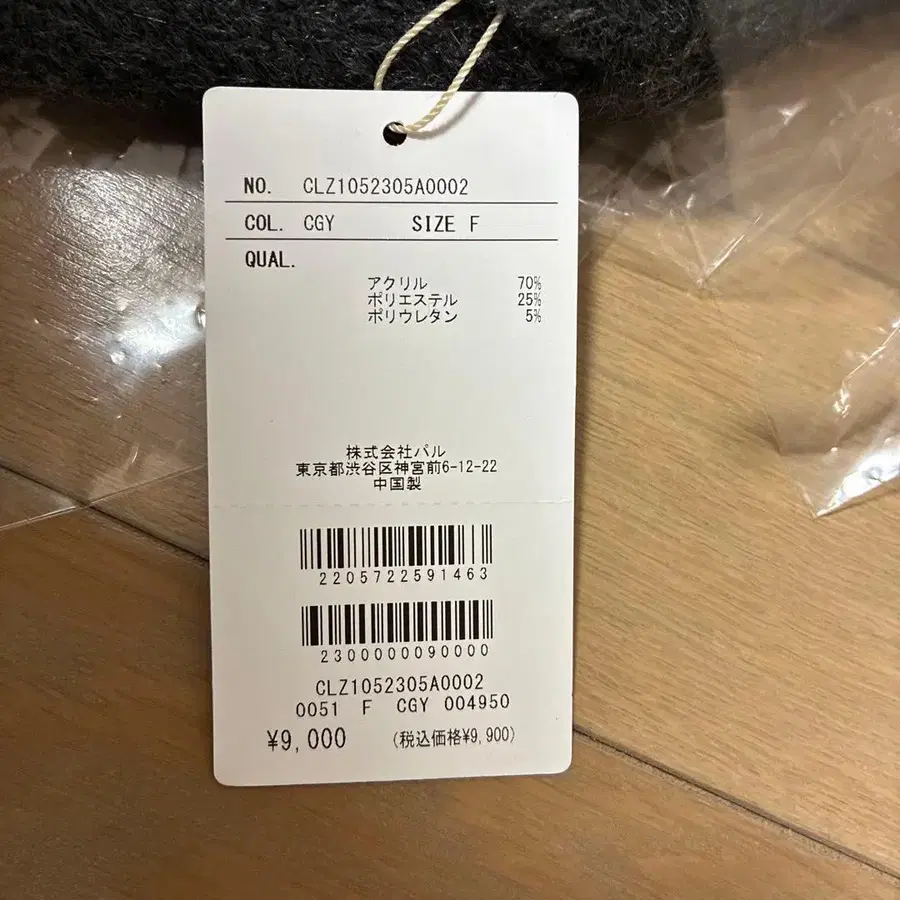 NO. CLZ1052305A0002
COL. CGY SIZE F
QUAL.
アクリル 70%
ポリエステル 25%
ポリウレタン 5%
株式会社パル
東京都渋谷区神宮前6-12-22
中国製
2205722591463
2300000090000
CLZ1052305A0002
0051 F CGY 004950
¥9,000 (税込価格¥9,900)